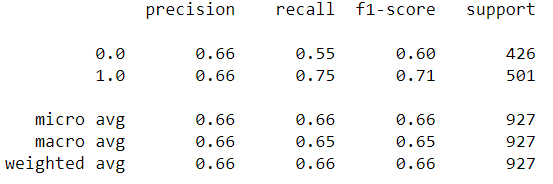 precision recall f1-score support
0.0 0.66 0.55 0.60 426
1.0 0.66 0.75 0.71 501
micro avg 0.66 0.66 0.66 927
macro avg 0.66 0.65 0.65 927
weighted avg 0.66 0.66 0.66 927